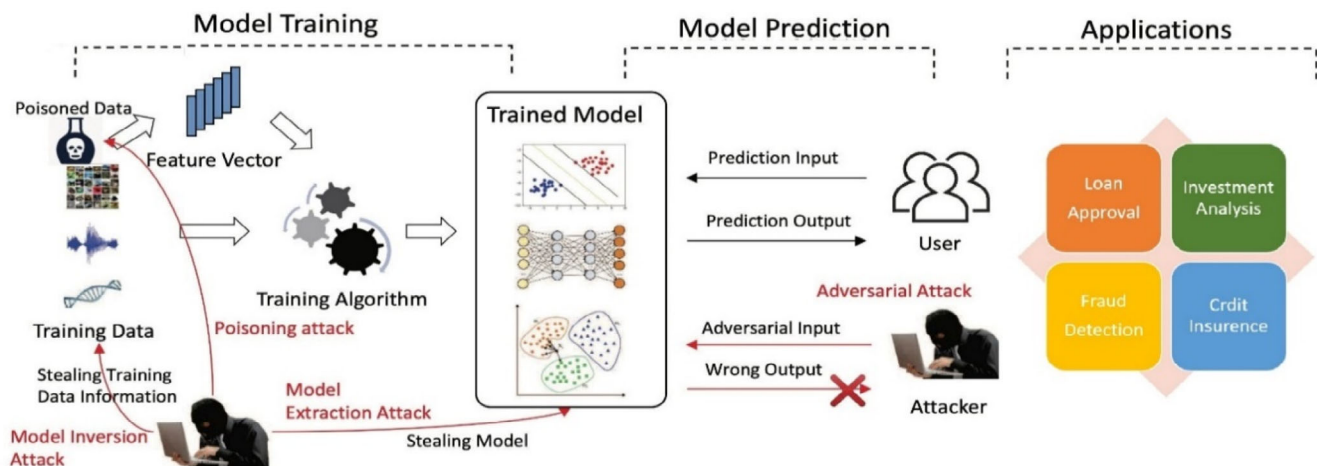 Model Training
Model Prediction
Applications
Poisoned Data
Feature Vector
Training Algorithm
Training Data
Poisoning attack
Stealing Training
Data Information
Model Inversion
Attack
Model
Extraction Attack
Stealing Model
Trained Model
Prediction Input
Prediction Output
User
Adversarial Attack
Adversarial Input
Wrong Output
Attacker
Loan
Approval
Investment
Analysis
Fraud
Detection
Crdit
Insurence